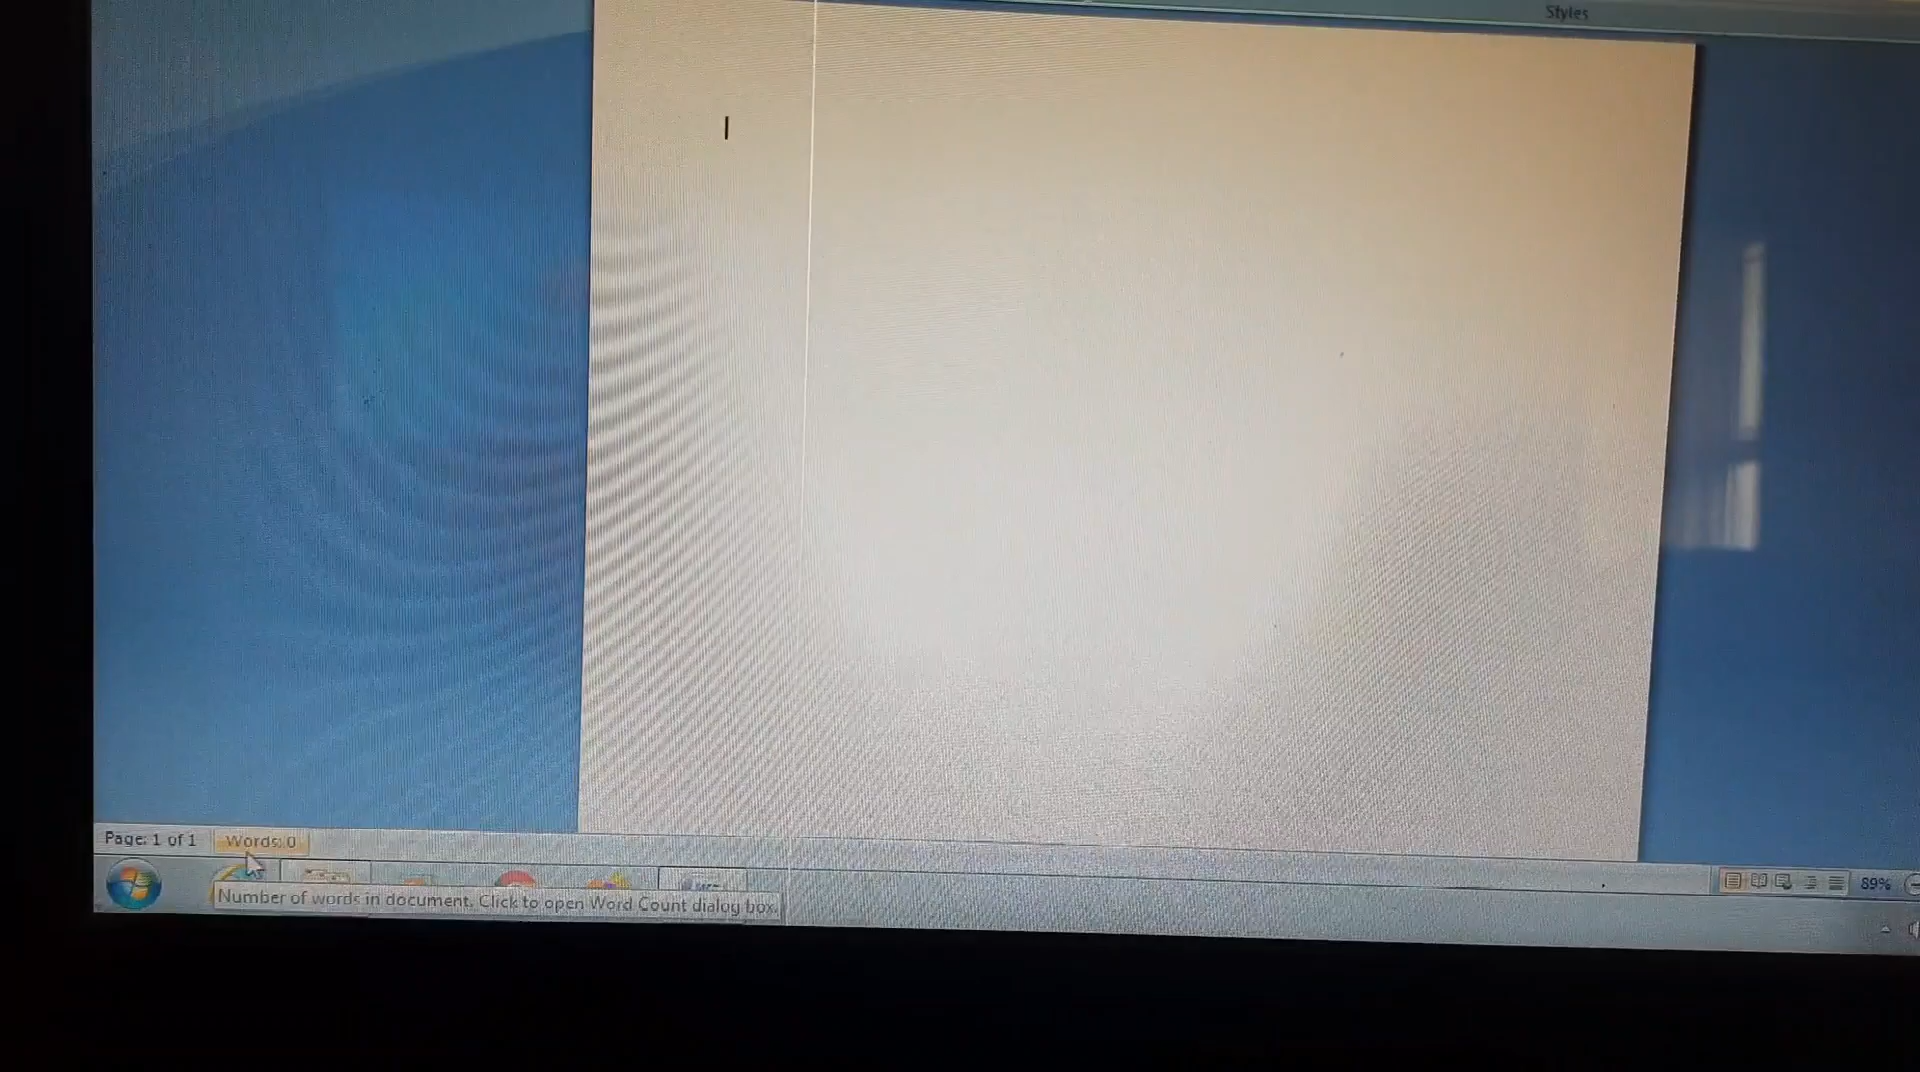 Styles
Page: 1 of 1
Words: 0
89%
Number of words in document. Click to open Word Count dialog box.